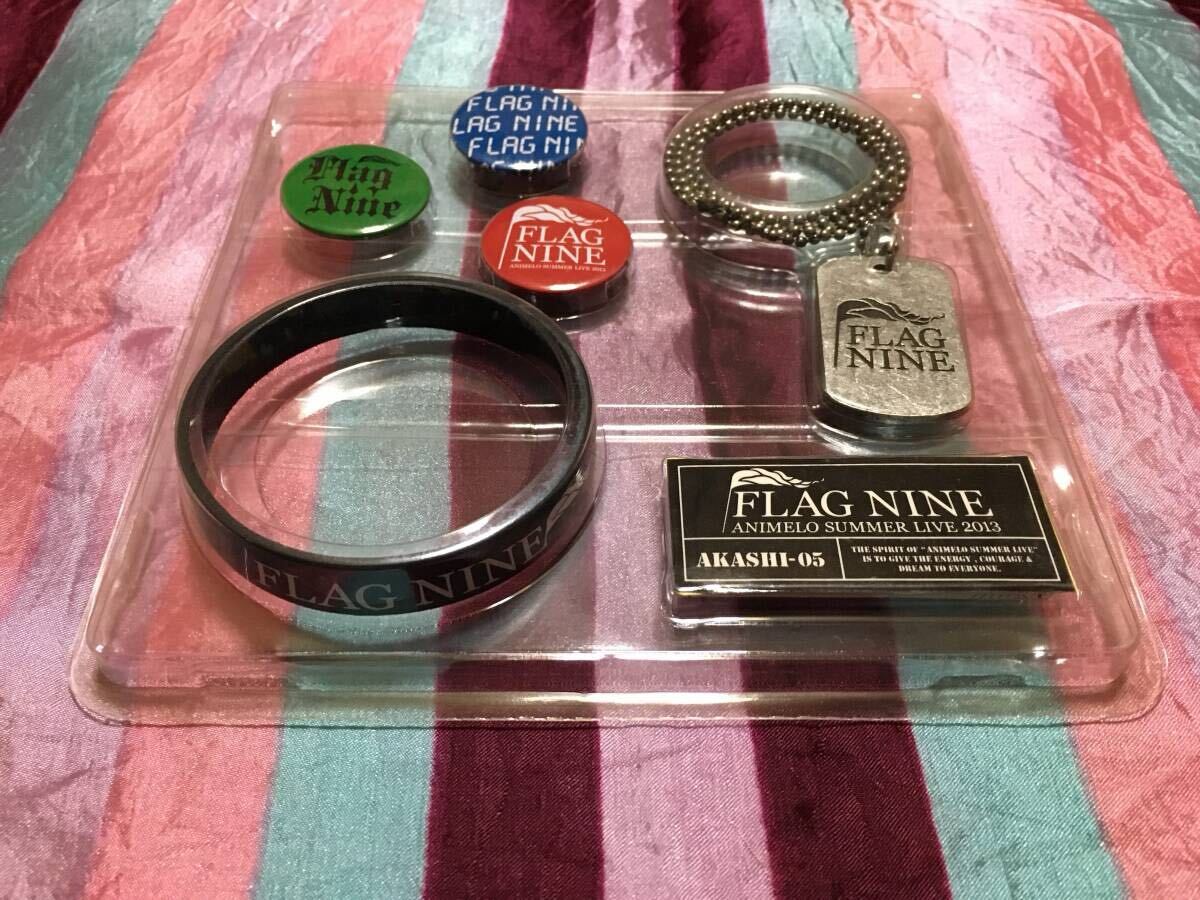 FLAG NI
LAG NINE
FLAG NI
Flag
Nine
FLAG
NINE
ANIMELO SUMMER LIVE 2013
FLAG
NINE
FLAG NINE
FLAG NINE
ANIMELO SUMMER LIVE 2013
AKASHI-05
THE SPIRIT OF "ANIMELO SUMMER LIVE"
IS TO GIVE THE ENERGY, COURAGE &
DREAM TO EVERYONE.